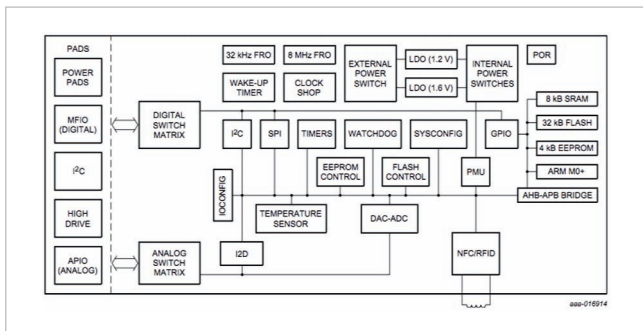 PADS
POWER
PADS
MFIO
(DIGITAL)
I²C
HIGH
DRIVE
APIO
(ANALOG)
32 kHz FRO
8 MHz FRO
WAKE-UP
TIMER
CLOCK
SHOP
EXTERNAL
POWER
SWITCH
LDO (1.2 V)
LDO (1.6 V)
INTERNAL
POWER
SWITCHES
POR
DIGITAL
SWITCH
MATRIX
I²C
SPI
TIMERS
WATCHDOG
SYSCONFIG
GPIO
8 kB SRAM
32 kB FLASH
4 kB EEPROM
ARM M0+
AHB-APB BRIDGE
IOCONFIG
EEPROM
CONTROL
FLASH
CONTROL
PMU
TEMPERATURE
SENSOR
DAC-ADC
ANALOG
SWITCH
MATRIX
I2D
NFC/RFID
aaa-016914